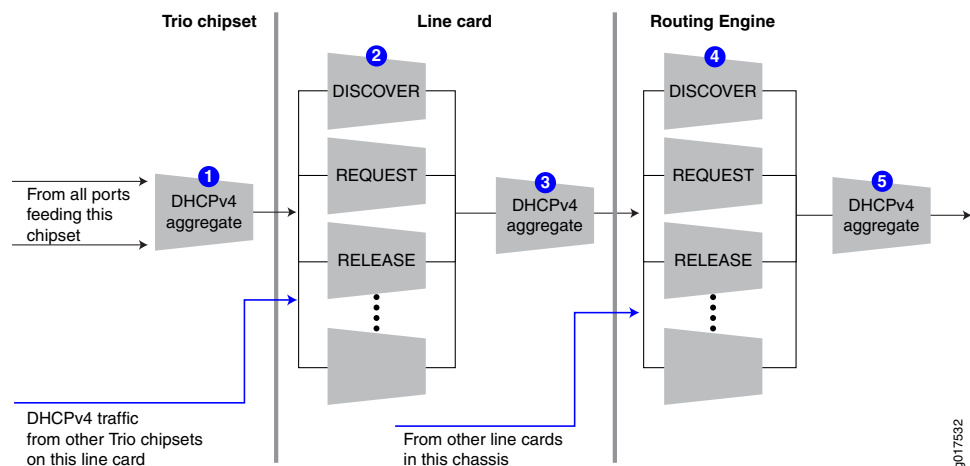 Trio chipset
Line card
Routing Engine
2
DISCOVER
4
DISCOVER
REQUEST
REQUEST
1
DHCPv4
aggregate
3
DHCPv4
aggregate
5
DHCPv4
aggregate
From all ports
feeding this
chipset
RELEASE
RELEASE
DHCPv4 traffic
from other Trio chipsets
on this line card
From other line cards
in this chassis
g017532